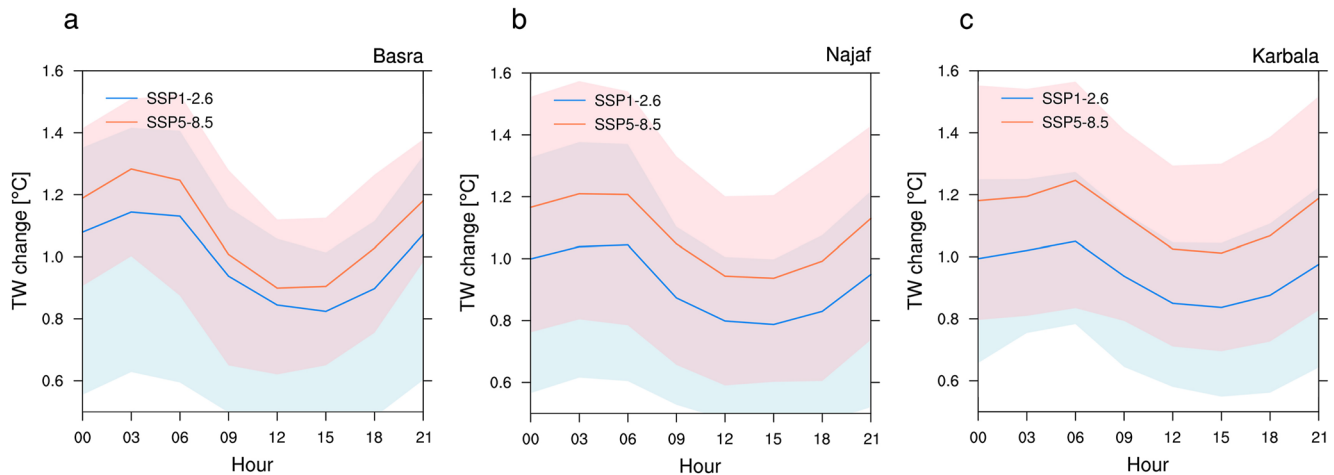 a
Basra
TW change [°C]
1.6
1.4
1.2
1.0
0.8
0.6
SSP1-2.6
SSP5-8.5
00 03 06 09 12 15 18 21
Hour
b
Najaf
TW change [°C]
1.6
1.4
1.2
1.0
0.8
0.6
SSP1-2.6
SSP5-8.5
00 03 06 09 12 15 18 21
Hour
c
Karbala
TW change [°C]
1.6
1.4
1.2
1.0
0.8
0.6
SSP1-2.6
SSP5-8.5
00 03 06 09 12 15 18 21
Hour